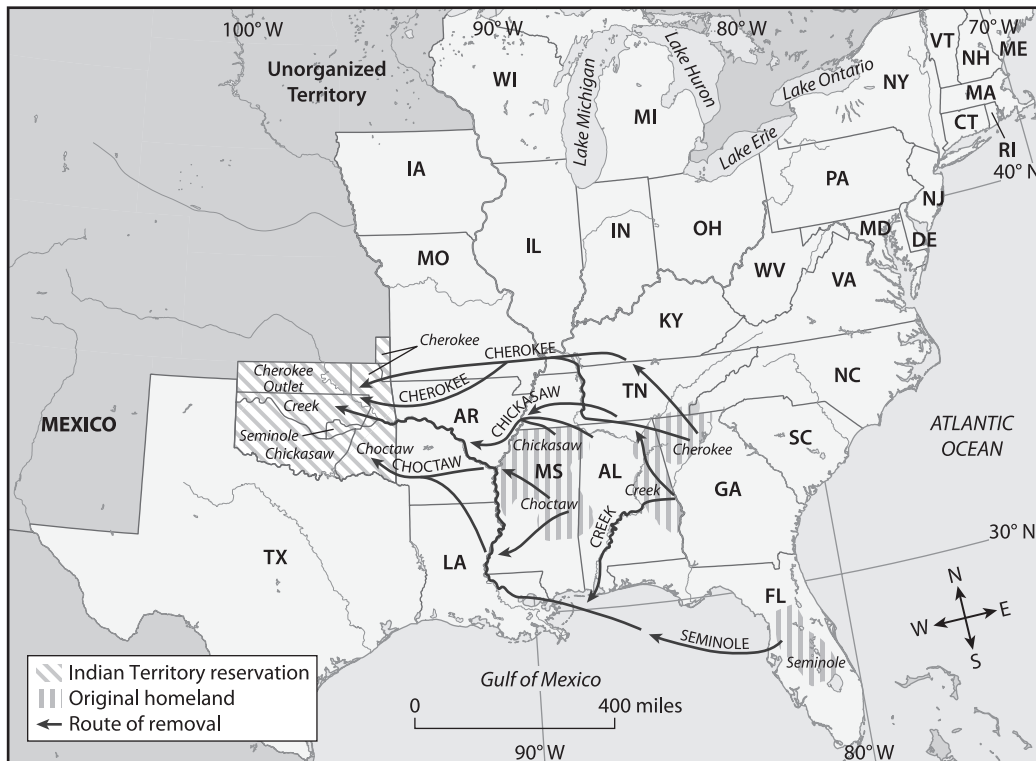 100° W
90° W
80° W
70° W
Unorganized
Territory
WI
Lake Michigan
Lake Huron
MI
Lake Ontario
Lake Erie
NY
VT
NH
ME
MA
CT
RI
40° N
IA
PA
NJ
MD
DE
IL
IN
OH
WV
VA
MO
KY
Cherokee
CHEROKEE
Cherokee
Outlet
CHEROKEE
TN
NC
MEXICO
Creek
AR
CHICKASAW
ATLANTIC
OCEAN
Seminole
Chickasaw
Choctaw
CHOCTAW
Chickasaw
MS
AL
Cherokee
SC
Creek
GA
Choctaw
CREEK
30° N
TX
LA
FL
SEMINOLE
Seminole
N
E
W
S
Gulf of Mexico
Indian Territory reservation
Original homeland
Route of removal
0
400 miles
90° W
80° W